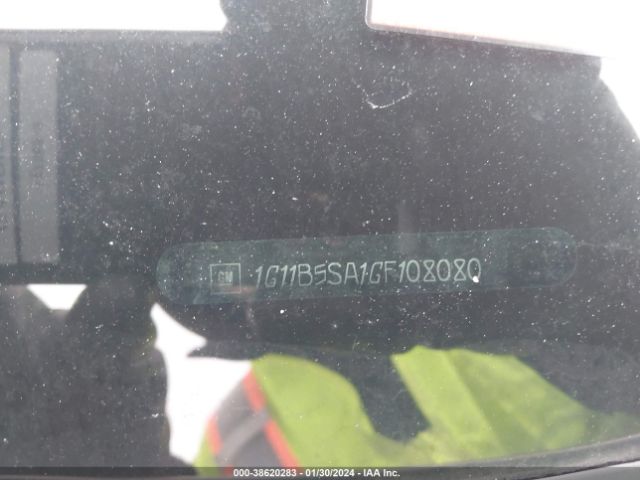 GM 1G11B5SA1GF108080
000-38620283 - 01/30/2024 - IAA Inc.